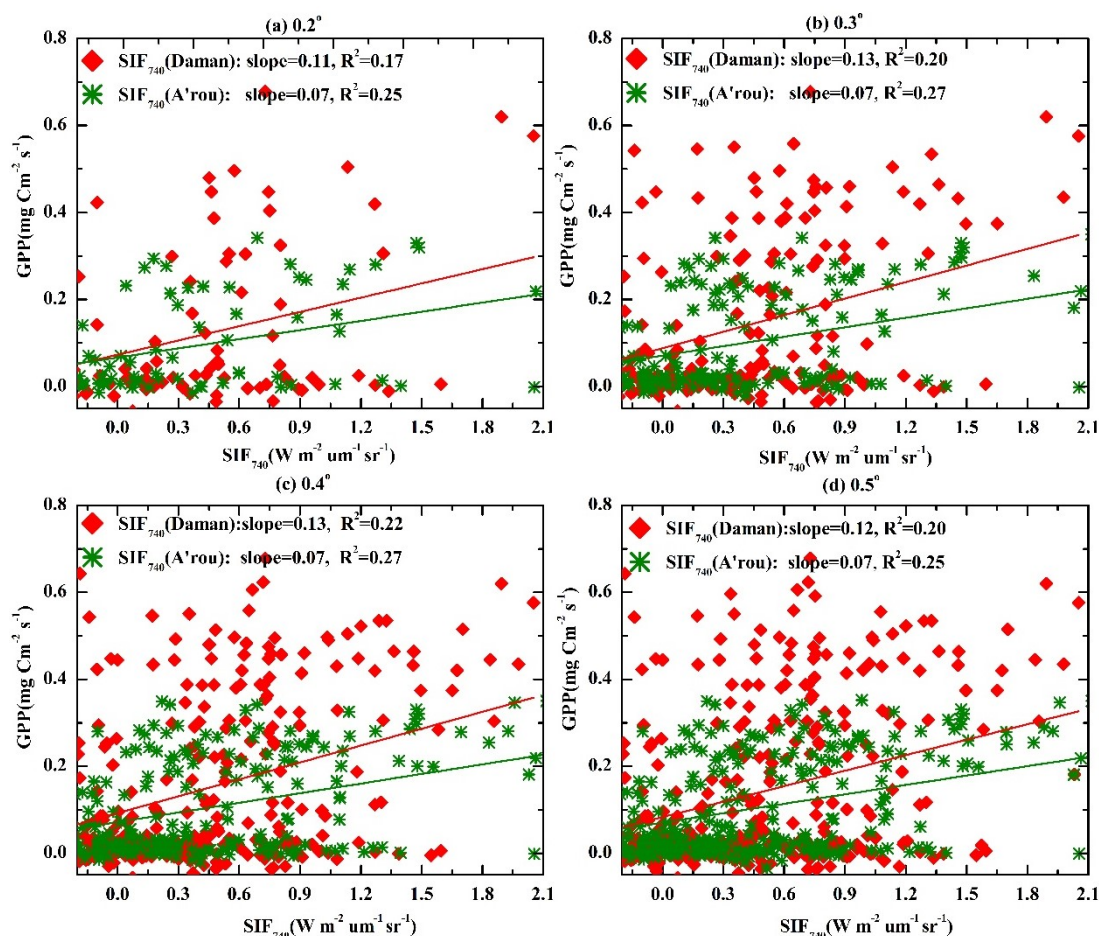 (a) 0.2°
SIF740(Daman): slope=0.11, R²=0.17
SIF740(A'rou): slope=0.07, R²=0.25
GPP(mg Cm⁻² s⁻¹)
0.8
0.6
0.4
0.2
0.0
0.0 0.3 0.6 0.9 1.2 1.5 1.8 2.1
SIF740(W m⁻² um⁻¹ sr⁻¹)
(b) 0.3°
SIF740(Daman): slope=0.13, R²=0.20
SIF740(A'rou): slope=0.07, R²=0.27
GPP(mg Cm⁻² s⁻¹)
0.8
0.6
0.4
0.2
0.0
0.0 0.3 0.6 0.9 1.2 1.5 1.8 2.1
SIF740(W m⁻² um⁻¹ sr⁻¹)
(c) 0.4°
SIF740(Daman):slope=0.13, R²=0.22
SIF740(A'rou): slope=0.07, R²=0.27
GPP(mg Cm⁻² s⁻¹)
0.8
0.6
0.4
0.2
0.0
0.0 0.3 0.6 0.9 1.2 1.5 1.8 2.1
SIF740(W m⁻² um⁻¹ sr⁻¹)
(d) 0.5°
SIF740(Daman):slope=0.12, R²=0.20
SIF740(A'rou): slope=0.07, R²=0.25
GPP(mg Cm⁻² s⁻¹)
0.8
0.6
0.4
0.2
0.0
0.0 0.3 0.6 0.9 1.2 1.5 1.8 2.1
SIF740(W m⁻² um⁻¹ sr⁻¹)